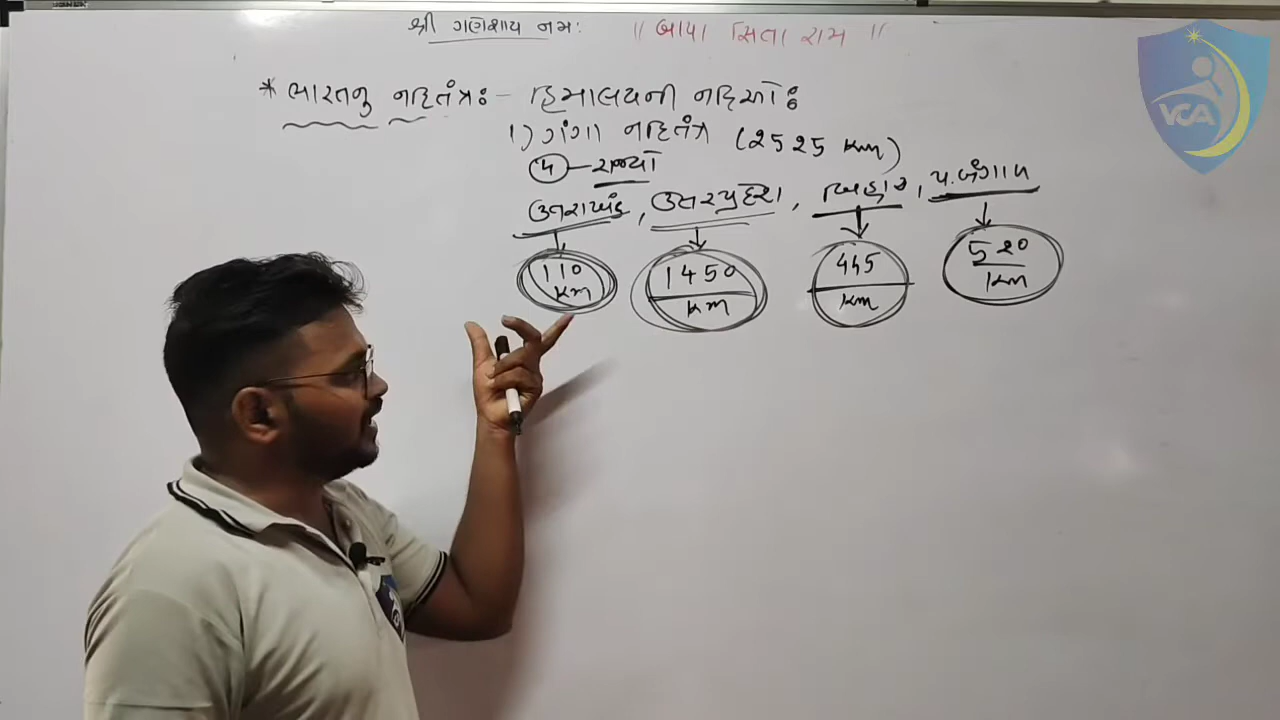 શ્રી ગણેશાય નમઃ ॥ બાપા સિતા રામ ॥
* ભારતનુ નદિતંત્રઃ - હિમાલયની નદિઓઃ
1) ગંગા નદિતંત્ર (2525 km)
૫ - રાજ્યો
ઉત્તરાખંડ, ઉત્તરપ્રદેશ, બિહાર, પ.બંગાળ
110 km 1450 km 445 km 520 km
VCA